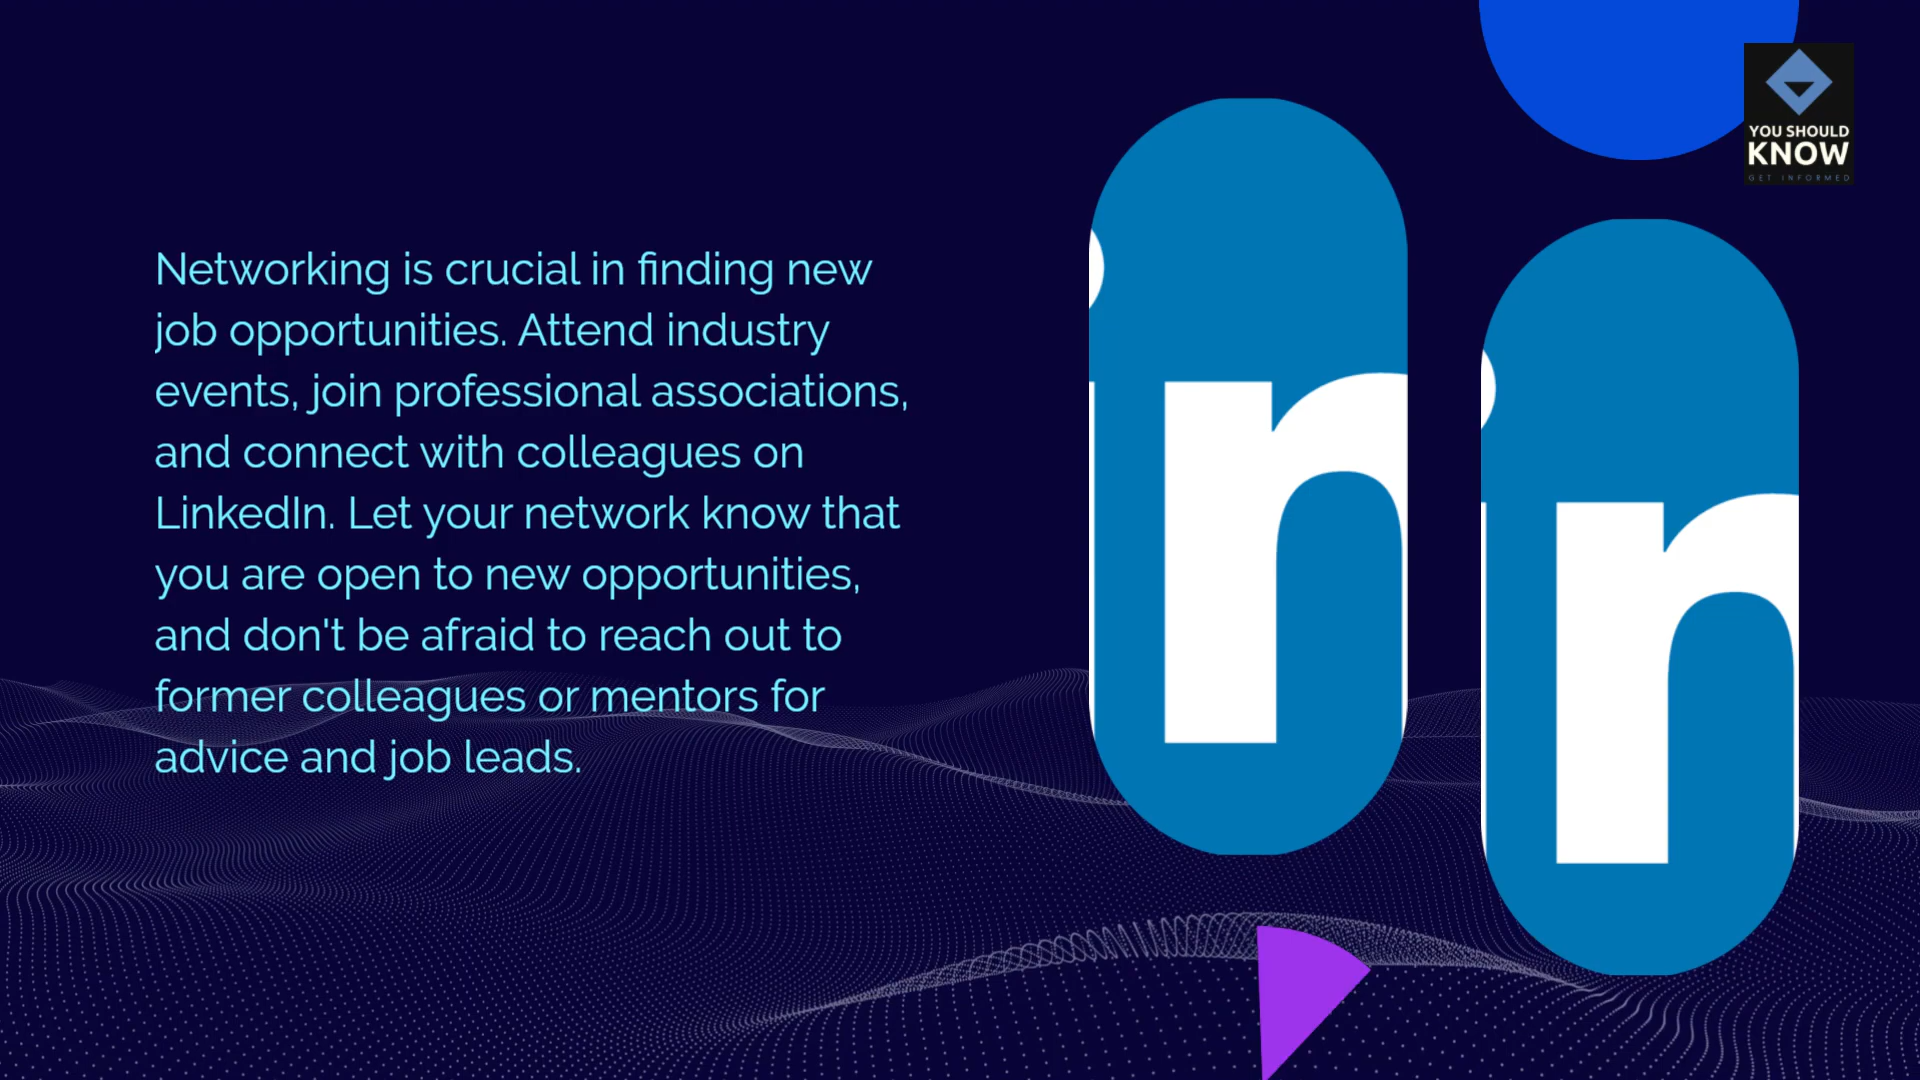 YOU SHOULD
KNOW
GET INFORMED
Networking is crucial in finding new
job opportunities. Attend industry
events, join professional associations,
and connect with colleagues on
LinkedIn. Let your network know that
you are open to new opportunities,
and don't be afraid to reach out to
former colleagues or mentors for
advice and job leads.
in
in